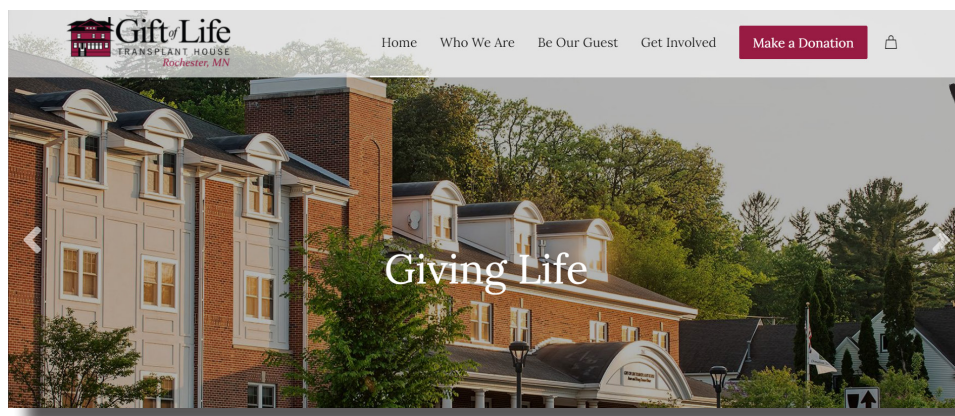 Gift of Life
TRANSPLANT HOUSE
Rochester, MN
Home
Who We Are
Be Our Guest
Get Involved
Make a Donation
Giving Life